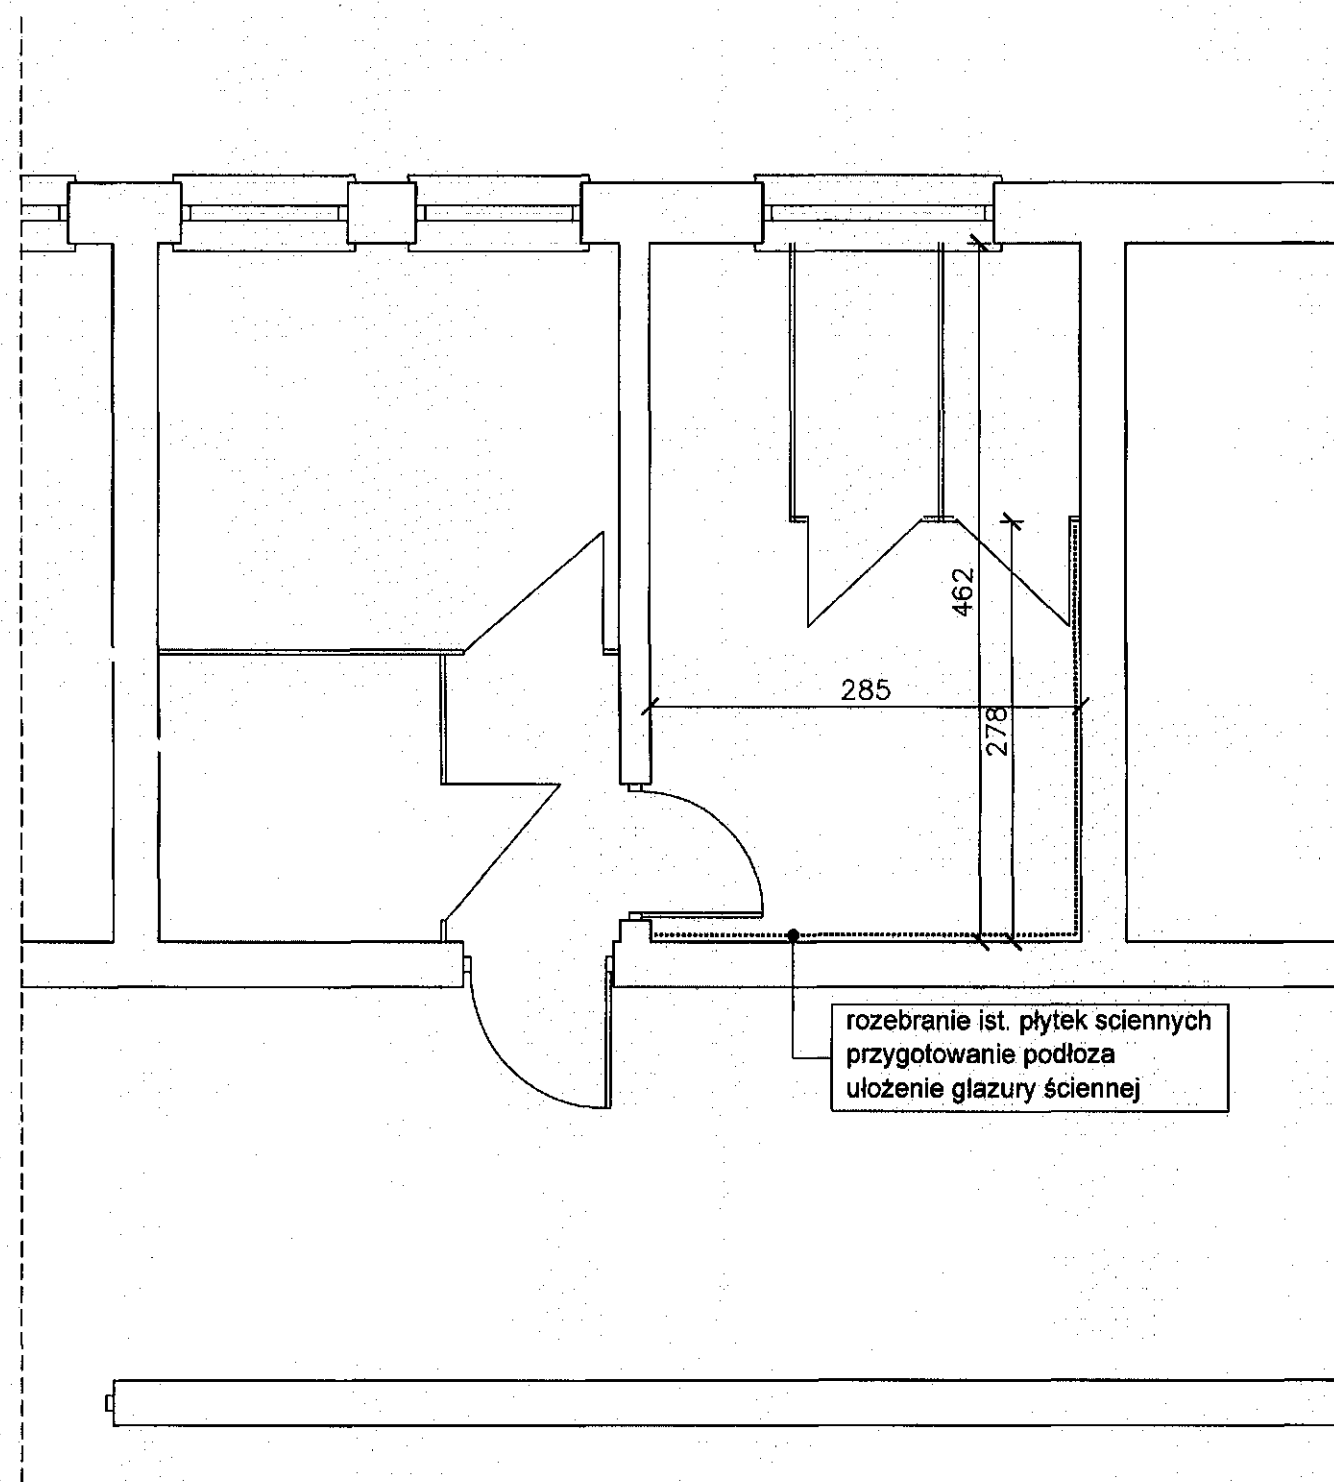 462
285
278
rozebranie ist. płytek sciennych
przygotowanie podłoza
ułożenie glazury ściennej